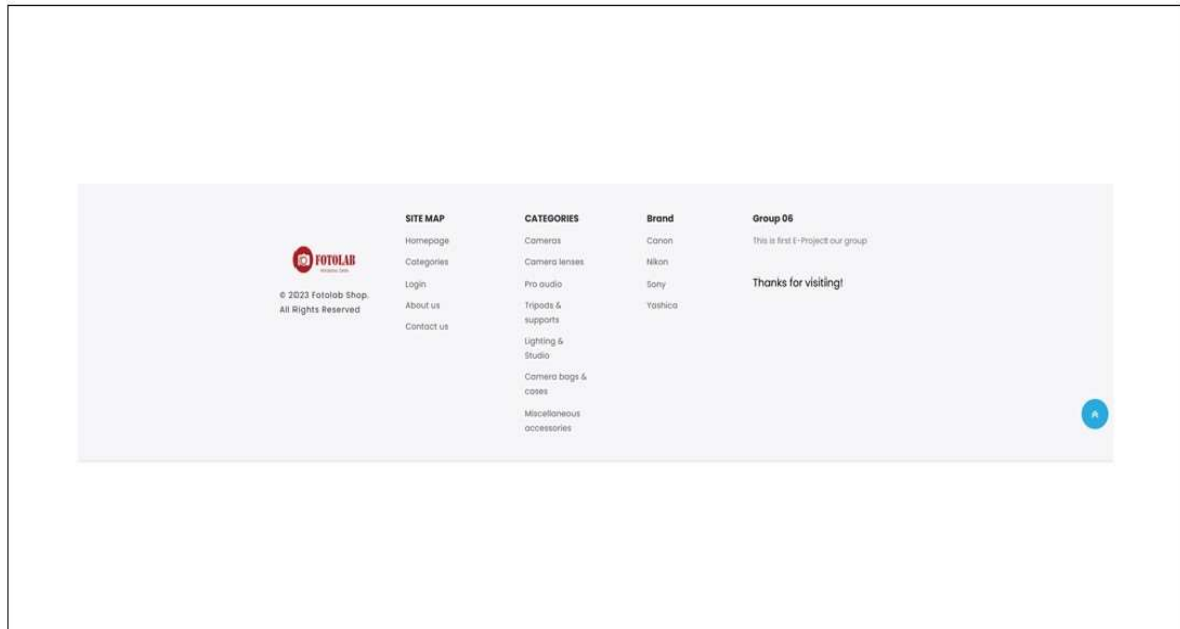 FOTOLAB
© 2023 Fotolab Shop.
All Rights Reserved
SITE MAP
Homepage
Categories
Login
About us
Contact us
CATEGORIES
Cameras
Camera lenses
Pro audio
Tripods &
supports
Lighting &
Studio
Camera bags &
cases
Miscellaneous
accessories
Brand
Canon
Nikon
Sony
Yashica
Group 06
This is first E-Project our group
Thanks for visiting!